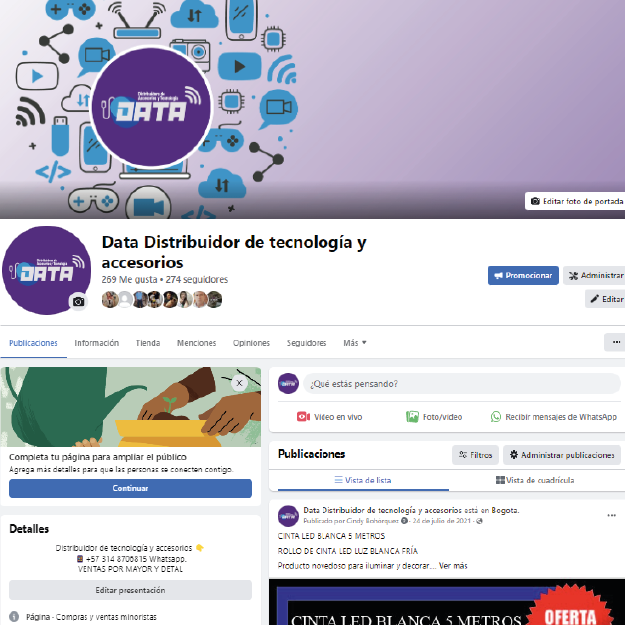 Distribuidores de
Accesorios y Tecnología
DATA
Editar foto de portada
DATA
Data Distribuidor de tecnología y
accesorios
269 Me gusta • 274 seguidores
Promocionar
Administrar
Editar
Publicaciones Información Tienda Menciones Opiniones Seguidores Más
¿Qué estás pensando?
Video en vivo Foto/video Recibir mensajes de WhatsApp
Completa tu página para ampliar el público
Agrega más detalles para que las personas se conecten contigo.
Continuar
Publicaciones Filtros Administrar publicaciones
Vista de lista Vista de cuadrícula
Detalles
Distribuidor de tecnología y accesorios 👇
📱 +57 314 8706815 Whatsapp.
VENTAS POR MAYOR Y DETAL
Editar presentación
Página · Compras y ventas minoristas
Data Distribuidor de tecnología y accesorios está en Bogota.
Publicado por Cindy Bohórquez · 24 de julio de 2021 ·
CINTA LED BLANCA 5 METROS
ROLLO DE CINTA LED LUZ BLANCA FRÍA
Producto novedoso para iluminar y decorar... Ver más
CINTA LED BLANCA 5 METROS
OFERTA